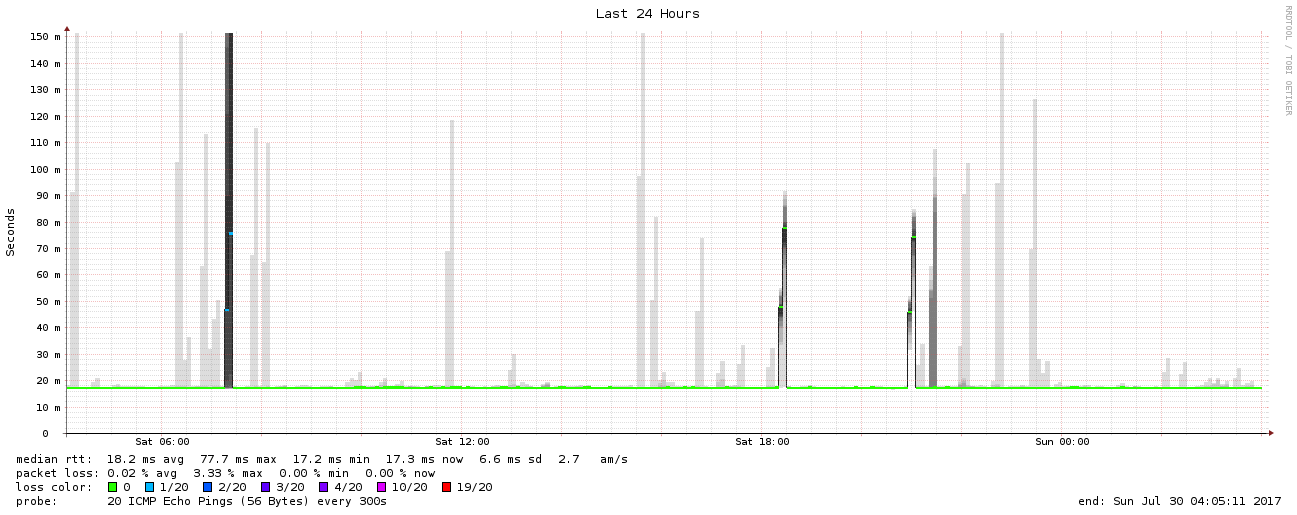 Last 24 Hours
RRDTOOL / TOBI OETIKER
Seconds
150 m
140 m
130 m
120 m
110 m
100 m
90 m
80 m
70 m
60 m
50 m
40 m
30 m
20 m
10 m
0
Sat 06:00 Sat 12:00 Sat 18:00 Sun 00:00
median rtt: 18.2 ms avg 77.7 ms max 17.2 ms min 17.3 ms now 6.6 ms sd 2.7 am/s
packet loss: 0.02 % avg 3.33 % max 0.00 % min 0.00 % now
loss color: 0 1/20 2/20 3/20 4/20 10/20 19/20
probe: 20 ICMP Echo Pings (56 Bytes) every 300s end: Sun Jul 30 04:05:11 2017